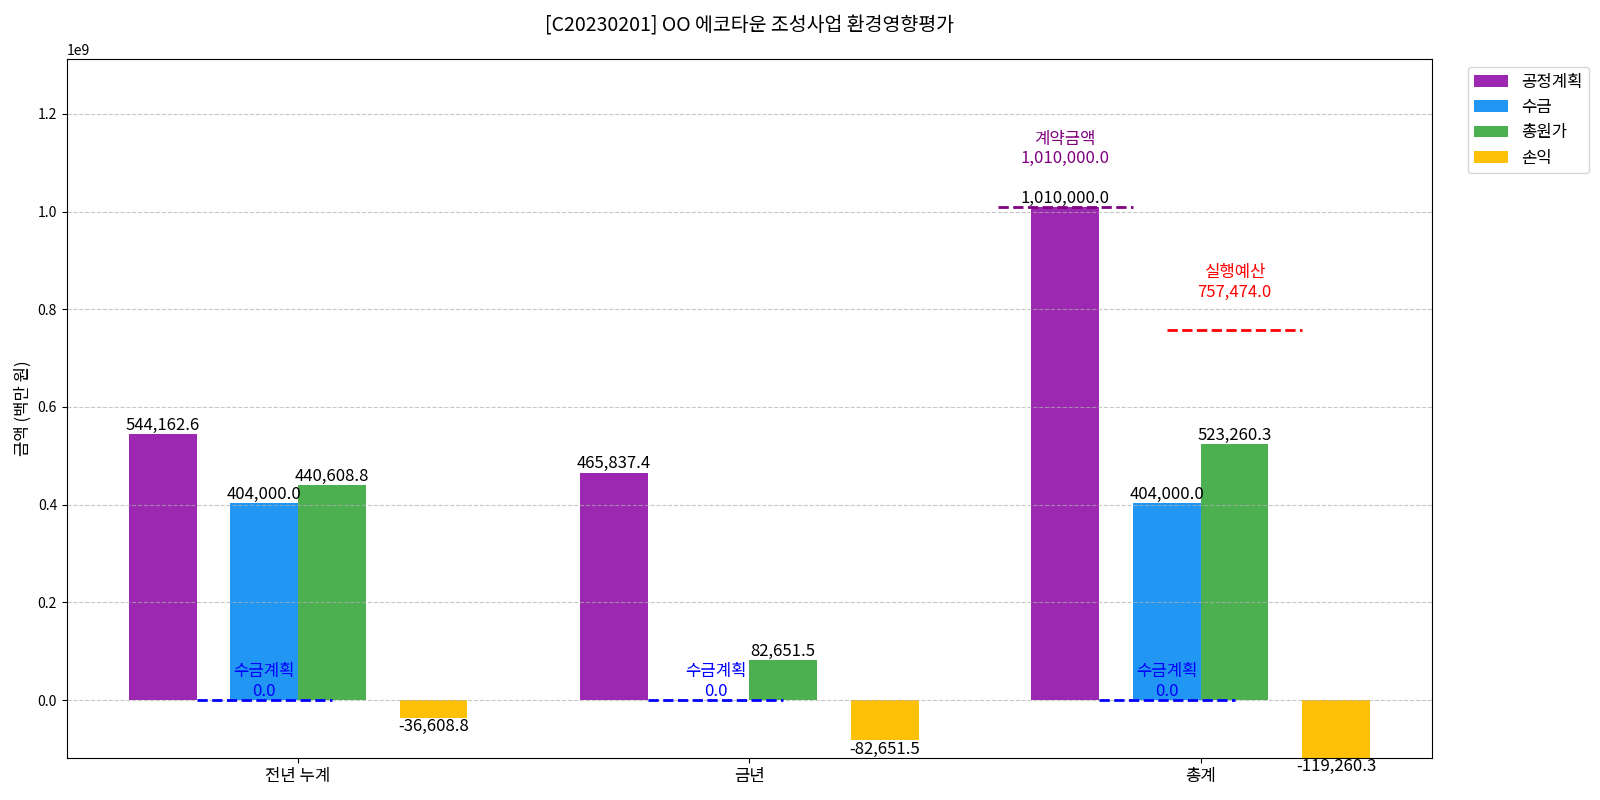 [C20230201] OO 에코타운 조성사업 환경영향평가
1e9
금액 (백만 원)
1.2
1.0
0.8
0.6
0.4
0.2
0.0
계약금액
1,010,000.0
1,010,000.0
실행예산
757,474.0
544,162.6
404,000.0
440,608.8
465,837.4
82,651.5
404,000.0
523,260.3
수금계획
0.0
수금계획
0.0
수금계획
0.0
-36,608.8
-82,651.5
-119,260.3
전년 누계
금년
총계
공정계획
수금
총원가
손익